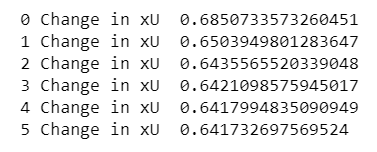 0 Change in xU  0.6850733573260451
1 Change in xU  0.6503949801283647
2 Change in xU  0.6435565520339048
3 Change in xU  0.6421098575945017
4 Change in xU  0.6417994835090949
5 Change in xU  0.641732697569524